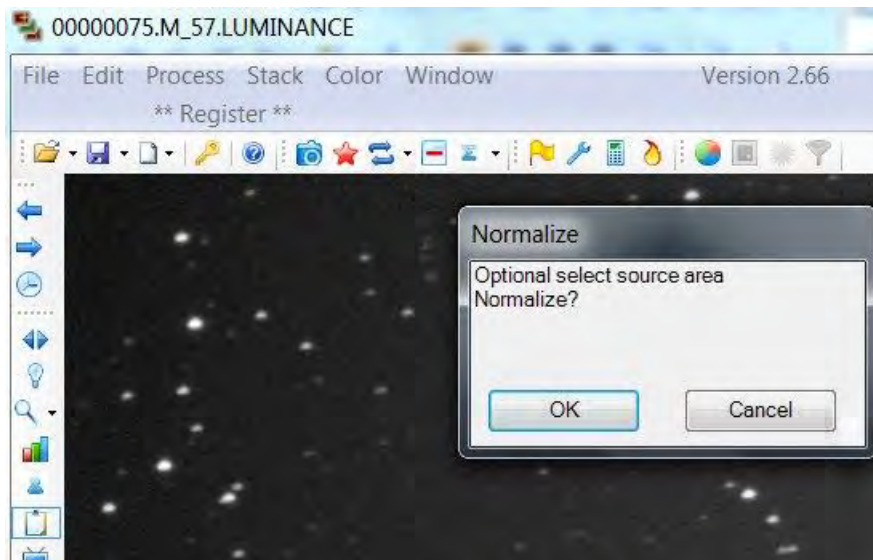 00000075.M_57.LUMINANCE
File Edit Process Stack Color Window Version 2.66
** Register **
Normalize
Optional select source area
Normalize?
OK Cancel